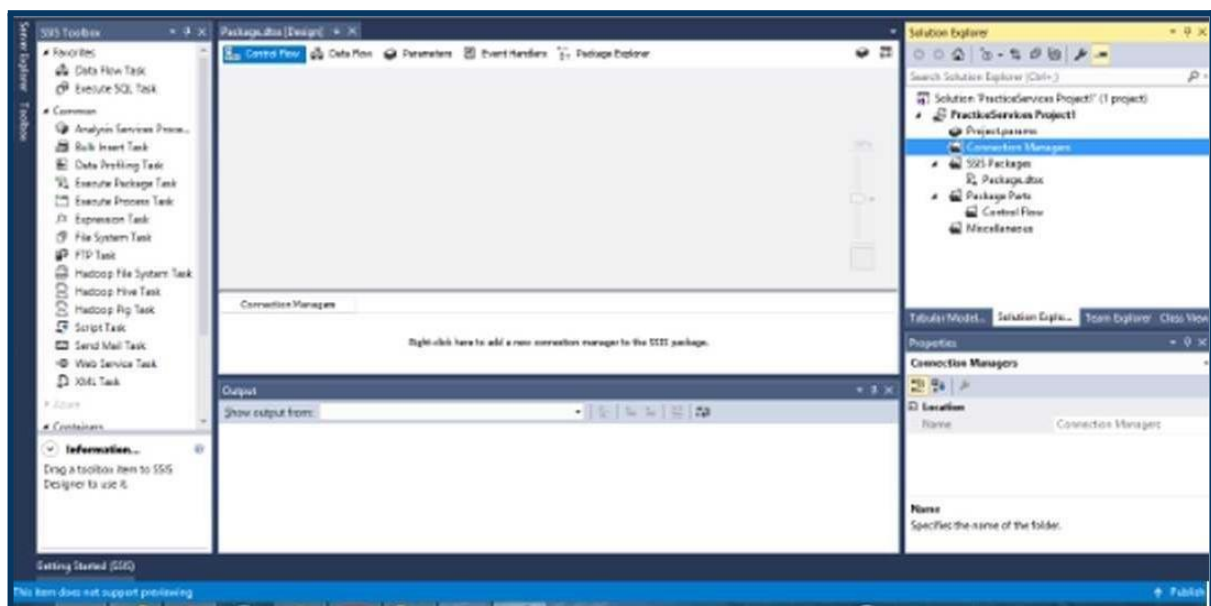 Server Explorer
Toolbox
SSIS Toolbox
Favorites
Data Flow Task
Execute SQL Task
Common
Analysis Services Proce...
Bulk Insert Task
Data Profiling Task
Execute Package Task
Execute Process Task
Expression Task
File System Task
FTP Task
Hadoop File System Task
Hadoop Hive Task
Hadoop Pig Task
Script Task
Send Mail Task
Web Service Task
XML Task
Azure
Containers
Information...
Drag a toolbox item to SSIS
Designer to use it.
Package.dtsx [Design]
Control Flow Data Flow Parameters Event Handlers Package Explorer
Connection Managers
Right-click here to add a new connection manager to the SSIS package.
Output
Show output from:
Solution Explorer
Search Solution Explorer (Ctrl+;)
Solution 'PracticeServices Project1' (1 project)
PracticeServices Project1
Project.params
Connection Managers
SSIS Packages
Package.dtsx
Package Parts
Control Flow
Miscellaneous
Tabular Model... Solution Explo... Team Explorer Class View
Properties
Connection Managers
Location
Name Connection Managers
Name
Specifies the name of the folder.
Getting Started (SSIS)
This item does not support previewing
Publish